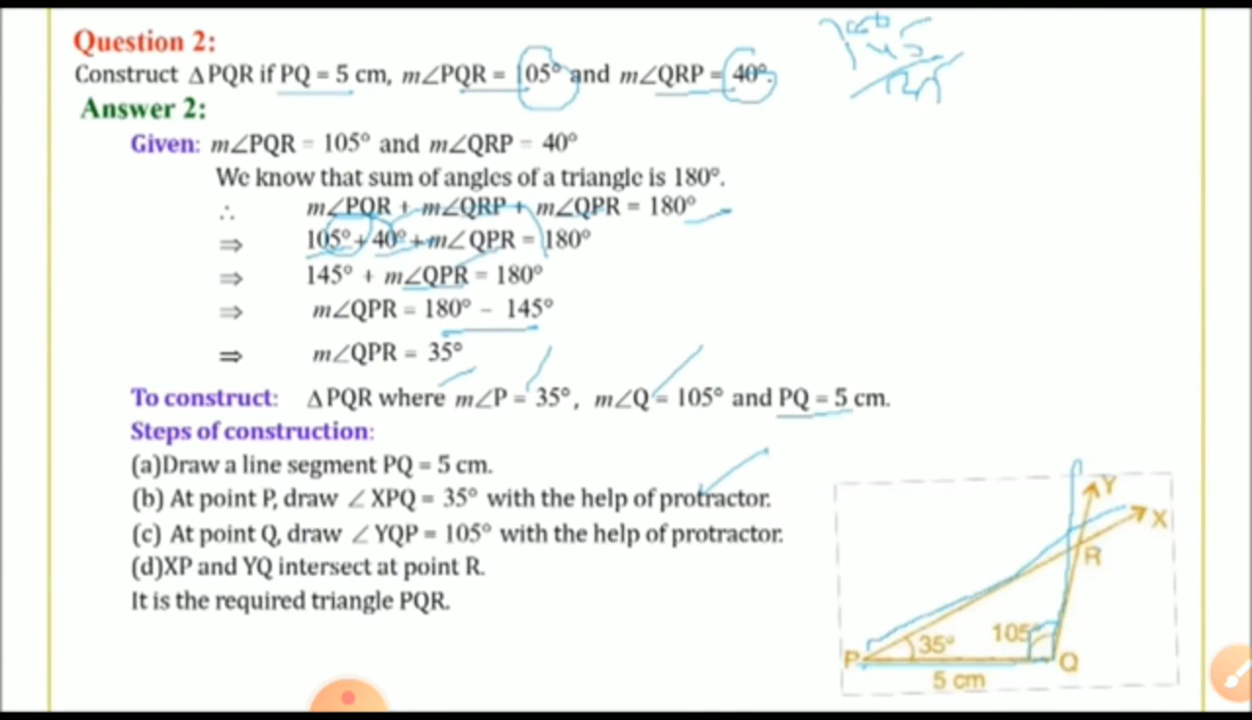 Question 2:
Construct △PQR if PQ = 5 cm, m∠PQR = 105° and m∠QRP = 40°.
Answer 2:
Given: m∠PQR = 105° and m∠QRP = 40°
We know that sum of angles of a triangle is 180°.
∴ m∠PQR + m∠QRP + m∠QPR = 180°
⇒ 105° + 40° + m∠QPR = 180°
⇒ 145° + m∠QPR = 180°
⇒ m∠QPR = 180° – 145°
⇒ m∠QPR = 35°
To construct: △PQR where m∠P = 35°, m∠Q = 105° and PQ = 5 cm.
Steps of construction:
(a)Draw a line segment PQ = 5 cm.
(b) At point P, draw ∠XPQ = 35° with the help of protractor.
(c) At point Q, draw ∠YQP = 105° with the help of protractor.
(d)XP and YQ intersect at point R.
It is the required triangle PQR.
Y
X
R
35° 105°
P Q
5 cm